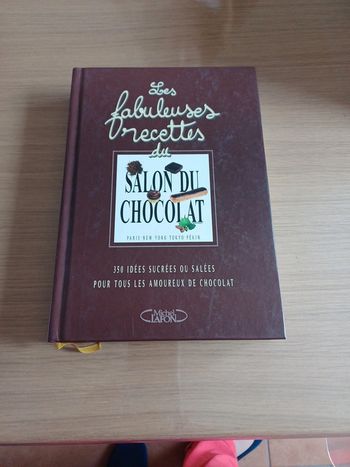 Les
fabuleuses
recettes
du
SALON DU
CHOCOLAT
PARIS NEW YORK TOKYO PÉKIN
350 IDÉES SUCRÉES OU SALÉES
POUR TOUS LES AMOUREUX DE CHOCOLAT
Michel
LAFON